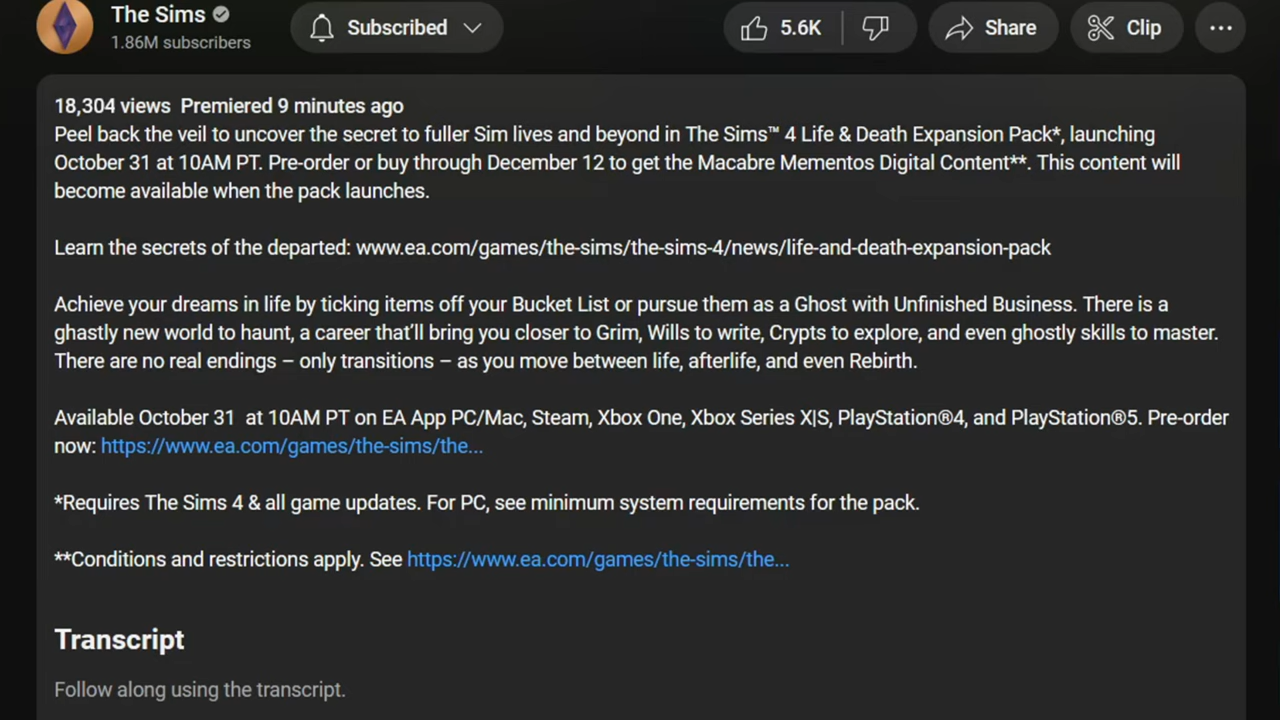 The Sims
1.86M subscribers
Subscribed
5.6K
Share
Clip
18,304 views Premiered 9 minutes ago
Peel back the veil to uncover the secret to fuller Sim lives and beyond in The Sims™ 4 Life & Death Expansion Pack*, launching
October 31 at 10AM PT. Pre-order or buy through December 12 to get the Macabre Mementos Digital Content**. This content will
become available when the pack launches.
Learn the secrets of the departed: www.ea.com/games/the-sims/the-sims-4/news/life-and-death-expansion-pack
Achieve your dreams in life by ticking items off your Bucket List or pursue them as a Ghost with Unfinished Business. There is a
ghastly new world to haunt, a career that’ll bring you closer to Grim, Wills to write, Crypts to explore, and even ghostly skills to master.
There are no real endings – only transitions – as you move between life, afterlife, and even Rebirth.
Available October 31  at 10AM PT on EA App PC/Mac, Steam, Xbox One, Xbox Series X|S, PlayStation®4, and PlayStation®5. Pre-order
now: https://www.ea.com/games/the-sims/the...
*Requires The Sims 4 & all game updates. For PC, see minimum system requirements for the pack.
**Conditions and restrictions apply. See https://www.ea.com/games/the-sims/the...
Transcript
Follow along using the transcript.